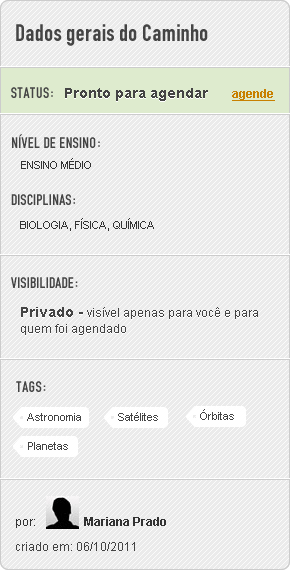 Dados gerais do Caminho
STATUS: Pronto para agendar agende
NÍVEL DE ENSINO:
ENSINO MÉDIO
DISCIPLINAS:
BIOLOGIA, FÍSICA, QUÍMICA
VISIBILIDADE:
Privado - visível apenas para você e para
quem foi agendado
TAGS:
Astronomia Satélites Órbitas
Planetas
por: Mariana Prado
criado em: 06/10/2011